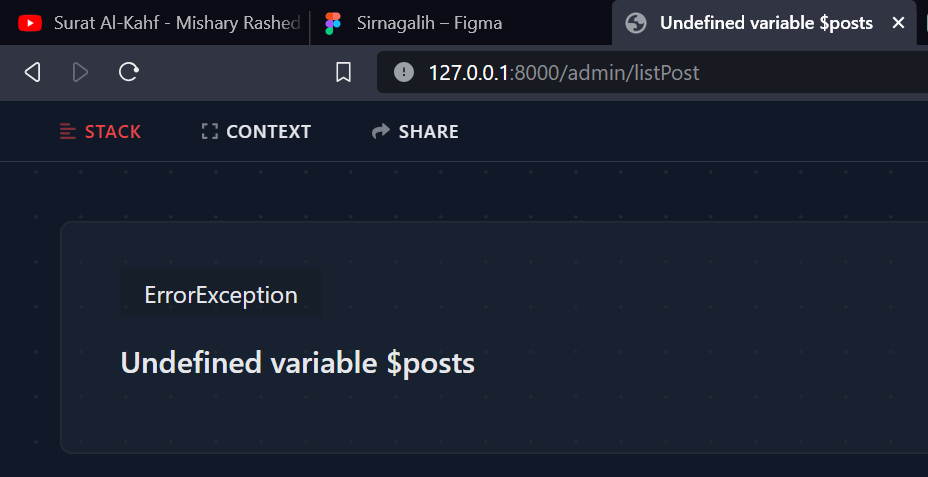 Surat Al-Kahf - Mishary Rashed
Sirnagalih – Figma
Undefined variable $posts
127.0.0.1:8000/admin/listPost
STACK
CONTEXT
SHARE
ErrorException
Undefined variable $posts